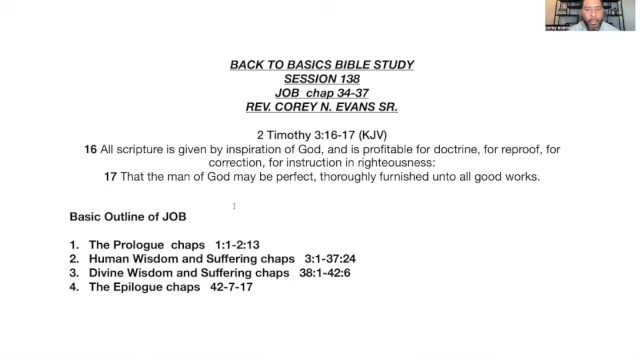 corey evans
BACK TO BASICS BIBLE STUDY
SESSION 138
JOB chap 34-37
REV. COREY N. EVANS SR.
2 Timothy 3:16-17 (KJV)
16 All scripture is given by inspiration of God, and is profitable for doctrine, for reproof, for
correction, for instruction in righteousness:
17 That the man of God may be perfect, thoroughly furnished unto all good works.
Basic Outline of JOB
1. The Prologue chaps 1:1-2:13
2. Human Wisdom and Suffering chaps 3:1-37:24
3. Divine Wisdom and Suffering chaps 38:1-42:6
4. The Epilogue chaps 42-7-17